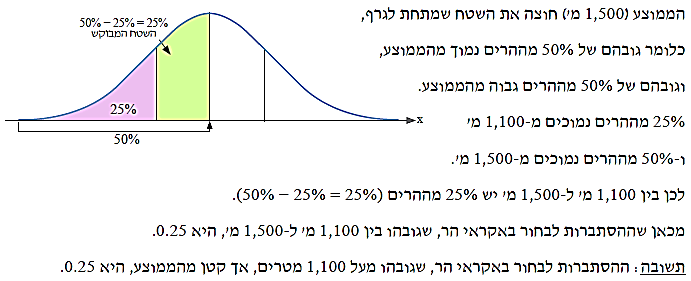 הממוצע (1,500 מ') חוצה את השטח שמתחת לגרף,
כלומר גובהם של 50% מההרים נמוך מהממוצע,
וגובהם של 50% מההרים גבוה מהממוצע.
25% מההרים נמוכים מ-1,100 מ'
ו-50% מההרים נמוכים מ-1,500 מ'.
לכן בין 1,100 מ' ל-1,500 מ' יש 25% מההרים (50% − 25% = 25%).
מכאן שההסתברות לבחור באקראי הר, שגובהו בין 1,100 מ' ל-1,500 מ', היא 0.25.
תשובה: ההסתברות לבחור באקראי הר, שגובהו מעל 1,100 מטרים, אך קטן מהממוצע, היא 0.25.
50% − 25% = 25%
השטח המבוקש
25%
x
50%